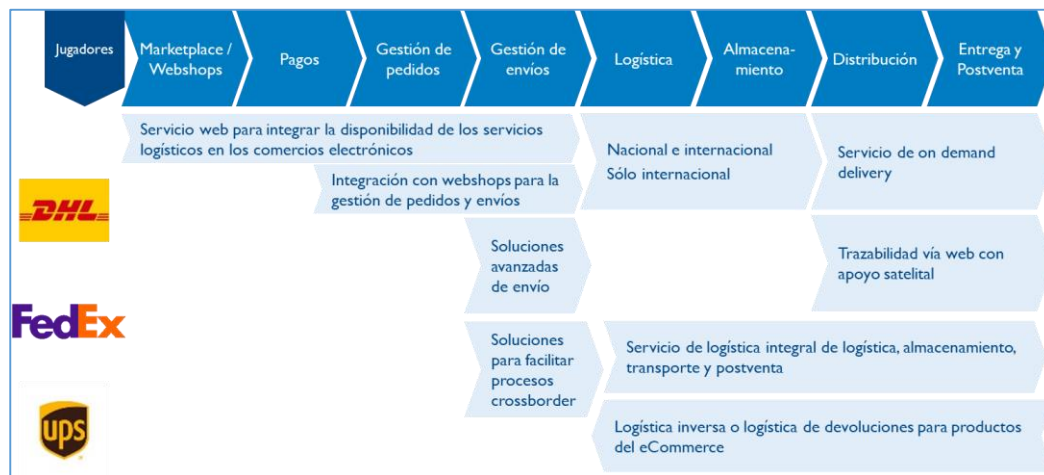 Jugadores
Marketplace /
Webshops
Pagos
Gestión de
pedidos
Gestión de
envíos
Logística
Almacena-
miento
Distribución
Entrega y
Postventa
Servicio web para integrar la disponibilidad de los servicios
logísticos en los comercios electrónicos
Nacional e internacional
Sólo internacional
Servicio de on demand
delivery
Integración con webshops para la
gestión de pedidos y envíos
DHL
Soluciones
avanzadas
de envío
Trazabilidad vía web con
apoyo satelital
FedEx
Soluciones
para facilitar
procesos
crossborder
Servicio de logística integral de logística, almacenamiento,
transporte y postventa
ups
Logística inversa o logística de devoluciones para productos
del eCommerce